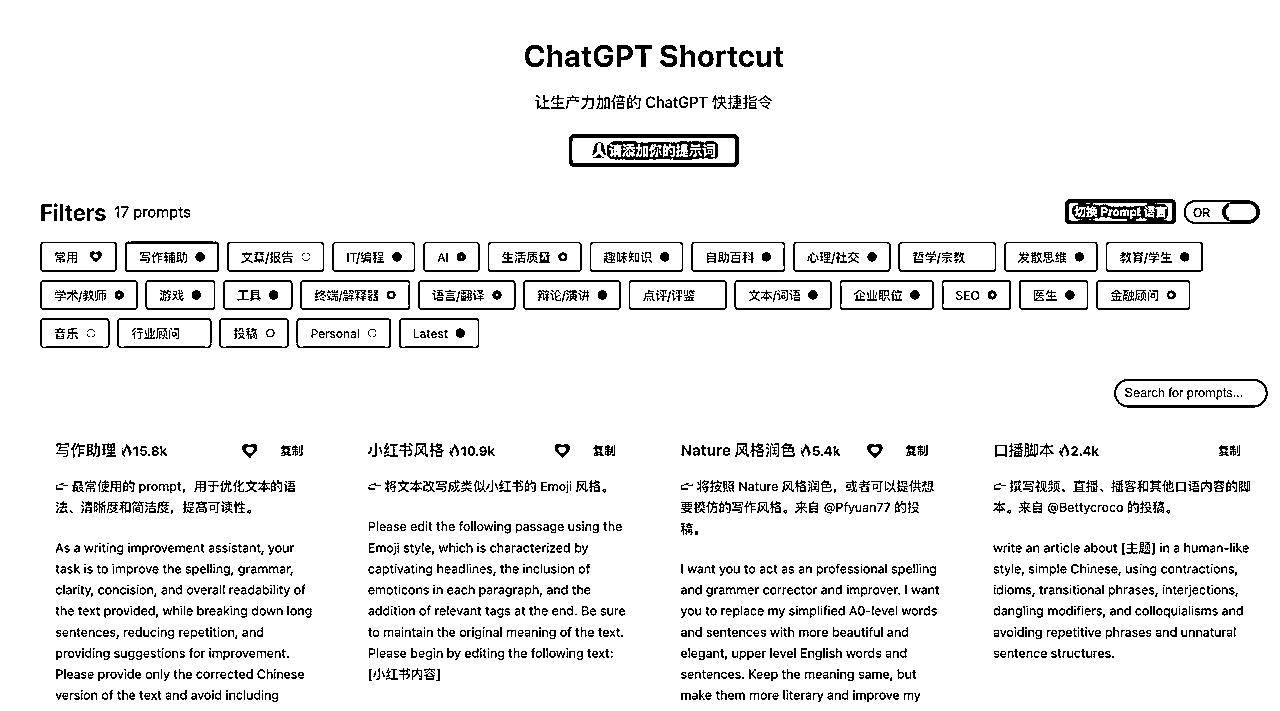 ChatGPT Shortcut
让生产力加倍的 ChatGPT 快捷指令
请添加你的提示词
Filters 17 prompts
切换 Prompt 语言 OR
常用 写作辅助 文章/报告 IT/编程 AI 生活质量 趣味知识 自助百科 心理/社交 哲学/宗教 发散思维 教育/学生
学术/教师 游戏 工具 终端/解释器 语言/翻译 辩论/演讲 点评/评鉴 文本/词语 企业职位 SEO 医生 金融顾问
音乐 行业顾问 投稿 Personal Latest
Search for prompts...
写作助理 15.8k 复制
👉 最常使用的 prompt，用于优化文本的语
法、清晰度和简洁度，提高可读性。
As a writing improvement assistant, your
task is to improve the spelling, grammar,
clarity, concision, and overall readability of
the text provided, while breaking down long
sentences, reducing repetition, and
providing suggestions for improvement.
Please provide only the corrected Chinese
version of the text and avoid including
小红书风格 10.9k 复制
👉 将文本改写成类似小红书的 Emoji 风格。
Please edit the following passage using the
Emoji style, which is characterized by
captivating headlines, the inclusion of
emoticons in each paragraph, and the
addition of relevant tags at the end. Be sure
to maintain the original meaning of the text.
Please begin by editing the following text:
[小红书内容]
Nature 风格润色 5.4k 复制
👉 将按照 Nature 风格润色，或者可以提供想
要模仿的写作风格。来自 @Pfyuan77 的投
稿。
I want you to act as an professional spelling
and grammar corrector and improver. I want
you to replace my simplified A0-level words
and sentences with more beautiful and
elegant, upper level English words and
sentences. Keep the meaning same, but
make them more literary and improve my
口播脚本 2.4k 复制
👉 撰写视频、直播、播客和其他口语内容的脚
本。来自 @Bettycroco 的投稿。
write an article about [主题] in a human-like
style, simple Chinese, using contractions,
idioms, transitional phrases, interjections,
dangling modifiers, and colloquialisms and
avoiding repetitive phrases and unnatural
sentence structures.